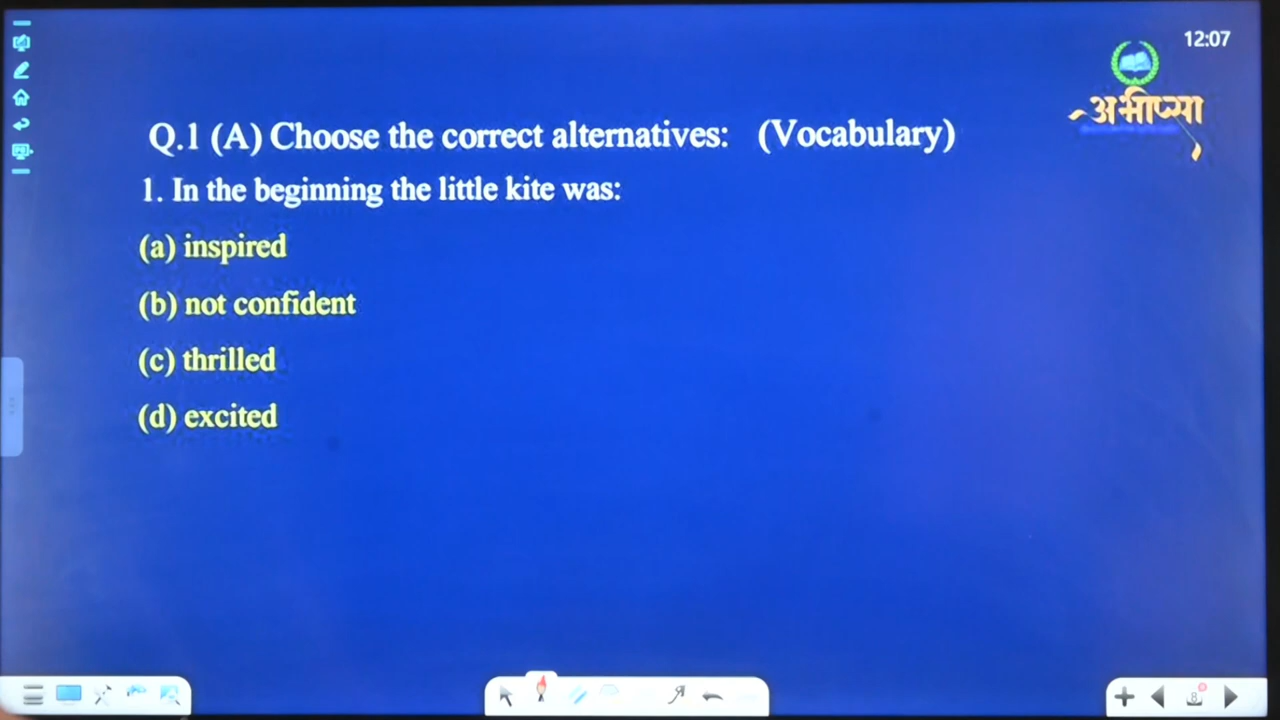 12:07
अभीप्सा
Q.1 (A) Choose the correct alternatives: (Vocabulary)
1. In the beginning the little kite was:
(a) inspired
(b) not confident
(c) thrilled
(d) excited
8